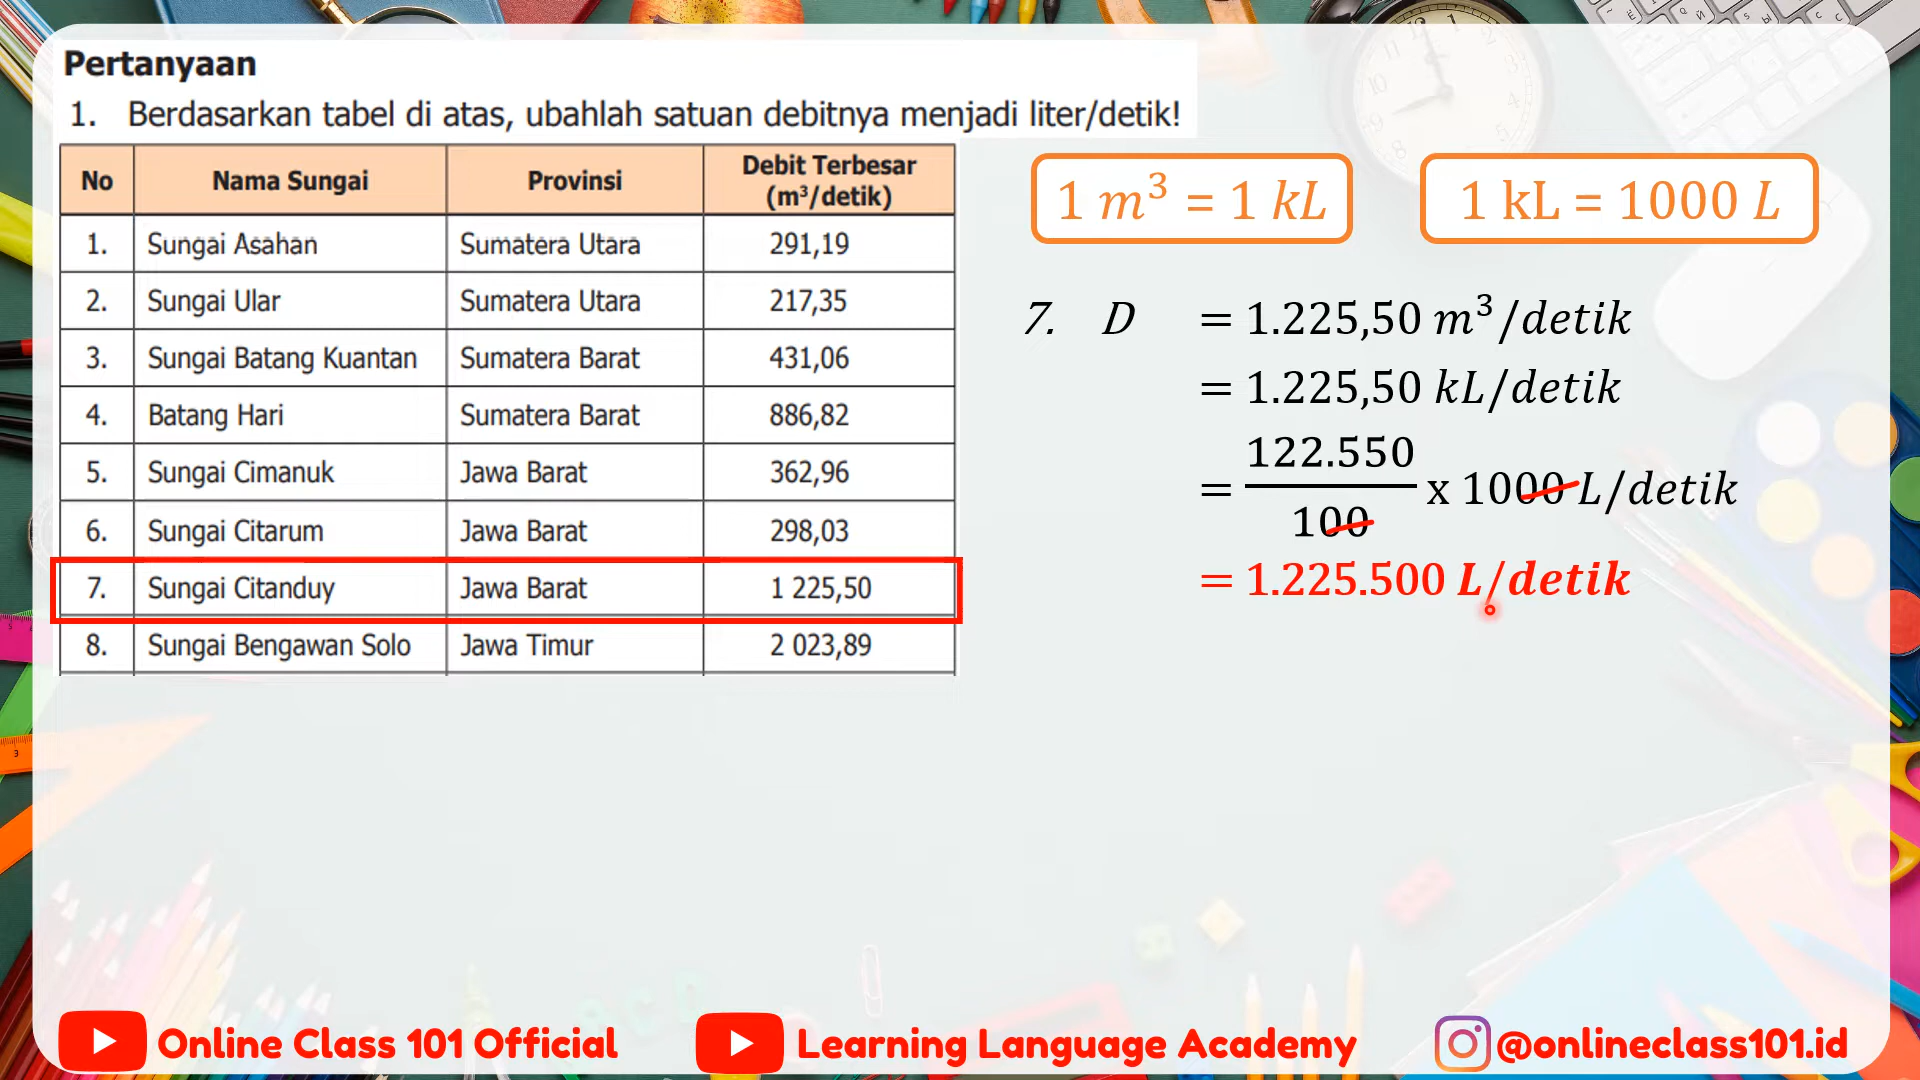 Pertanyaan
1. Berdasarkan tabel di atas, ubahlah satuan debitnya menjadi liter/detik!
No Nama Sungai Provinsi Debit Terbesar (m³/detik)
1. Sungai Asahan Sumatera Utara 291,19
2. Sungai Ular Sumatera Utara 217,35
3. Sungai Batang Kuantan Sumatera Barat 431,06
4. Batang Hari Sumatera Barat 886,82
5. Sungai Cimanuk Jawa Barat 362,96
6. Sungai Citarum Jawa Barat 298,03
7. Sungai Citanduy Jawa Barat 1 225,50
8. Sungai Bengawan Solo Jawa Timur 2 023,89
1 m³ = 1 kL
1 kL = 1000 L
7. D = 1.225,50 m³/detik
= 1.225,50 kL/detik
= 122.550/100 x 1000 L/detik
= 1.225.500 L/detik
Online Class 101 Official
Learning Language Academy
@onlineclass101.id